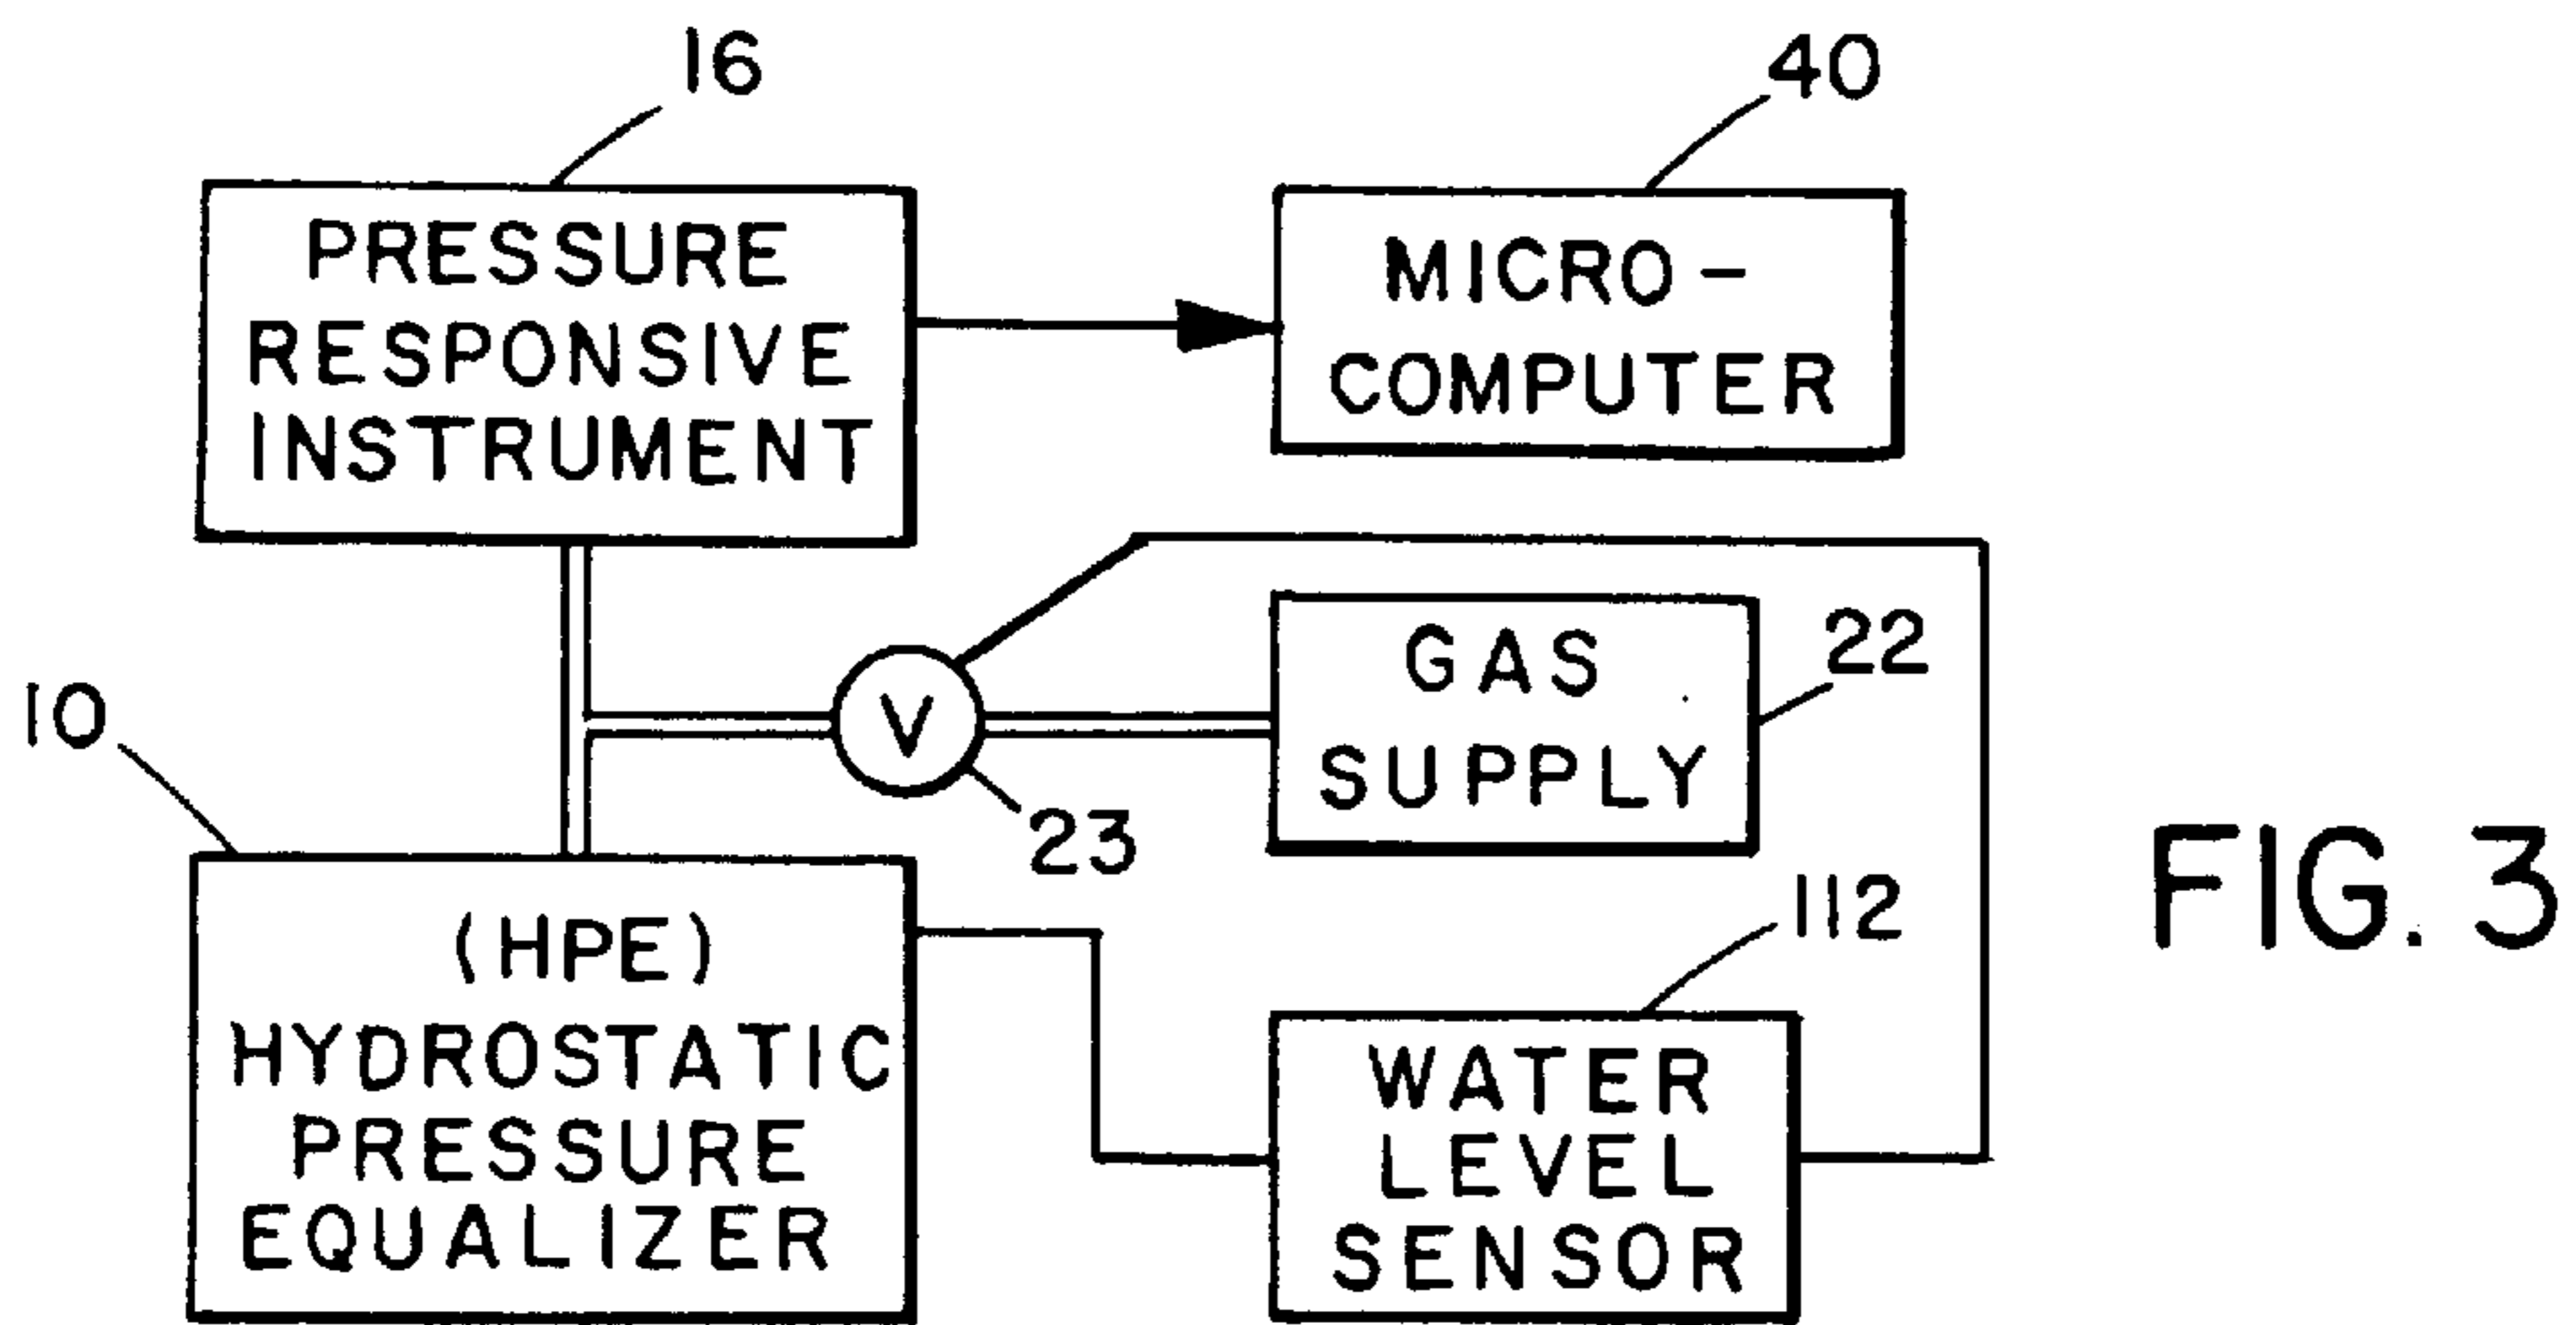 16
40
PRESSURE
RESPONSIVE
INSTRUMENT
MICRO-
COMPUTER
10
V
23
GAS
SUPPLY
22
(HPE)
HYDROSTATIC
PRESSURE
EQUALIZER
112
WATER
LEVEL
SENSOR
FIG. 3